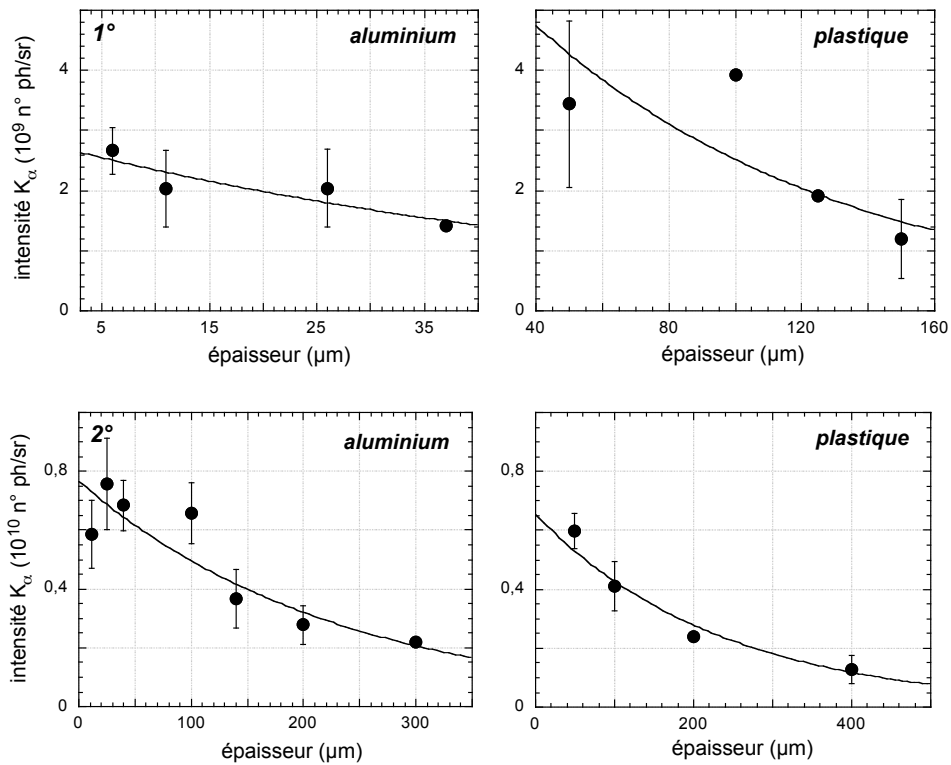 1°
aluminium
intensité Kα (10⁹ n° ph/sr)
4
2
0
5 15 25 35
épaisseur (µm)
plastique
4
2
0
40 80 120 160
épaisseur (µm)
2°
aluminium
intensité Kα (10¹⁰ n° ph/sr)
0,8
0,4
0
0 100 200 300
épaisseur (µm)
plastique
0,8
0,4
0
0 200 400
épaisseur (µm)